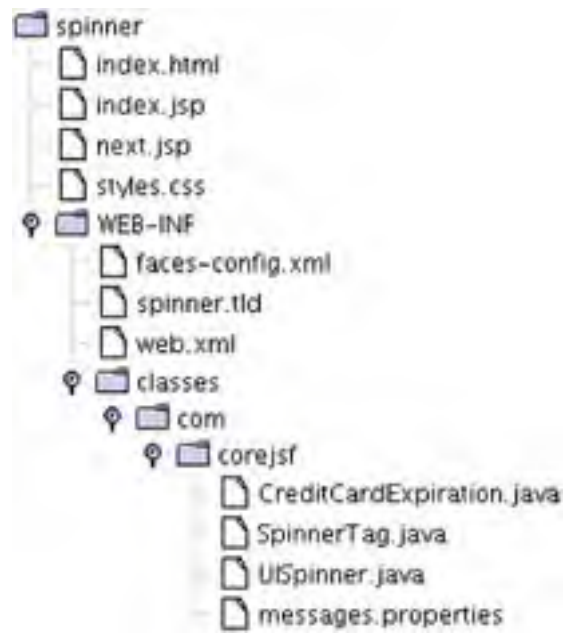 spinner
index.html
index.jsp
next.jsp
styles.css
WEB-INF
faces-config.xml
spinner.tld
web.xml
classes
com
corejsf
CreditCardExpiration.java
SpinnerTag.java
UISpinner.java
messages.properties